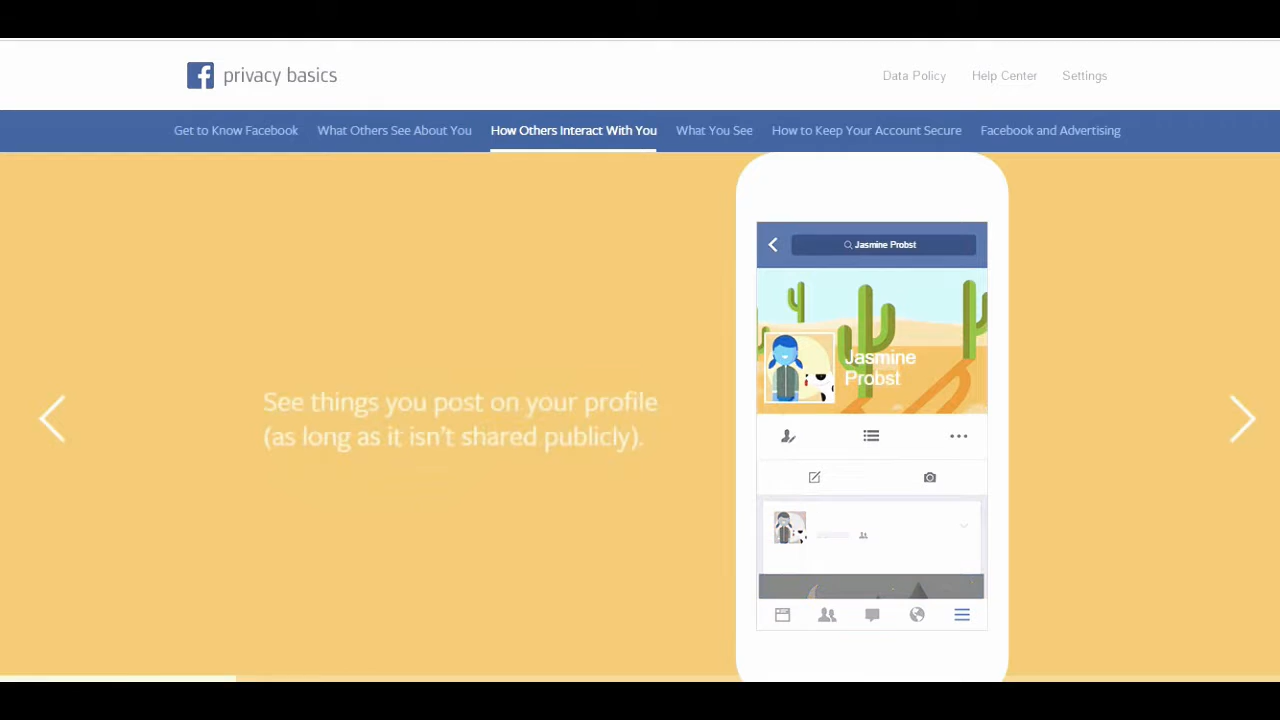 privacy basics
Data Policy Help Center Settings
Get to Know Facebook What Others See About You How Others Interact With You What You See How to Keep Your Account Secure Facebook and Advertising
Jasmine Probst
Jasmine
Probst
See things you post on your profile
(as long as it isn't shared publicly).